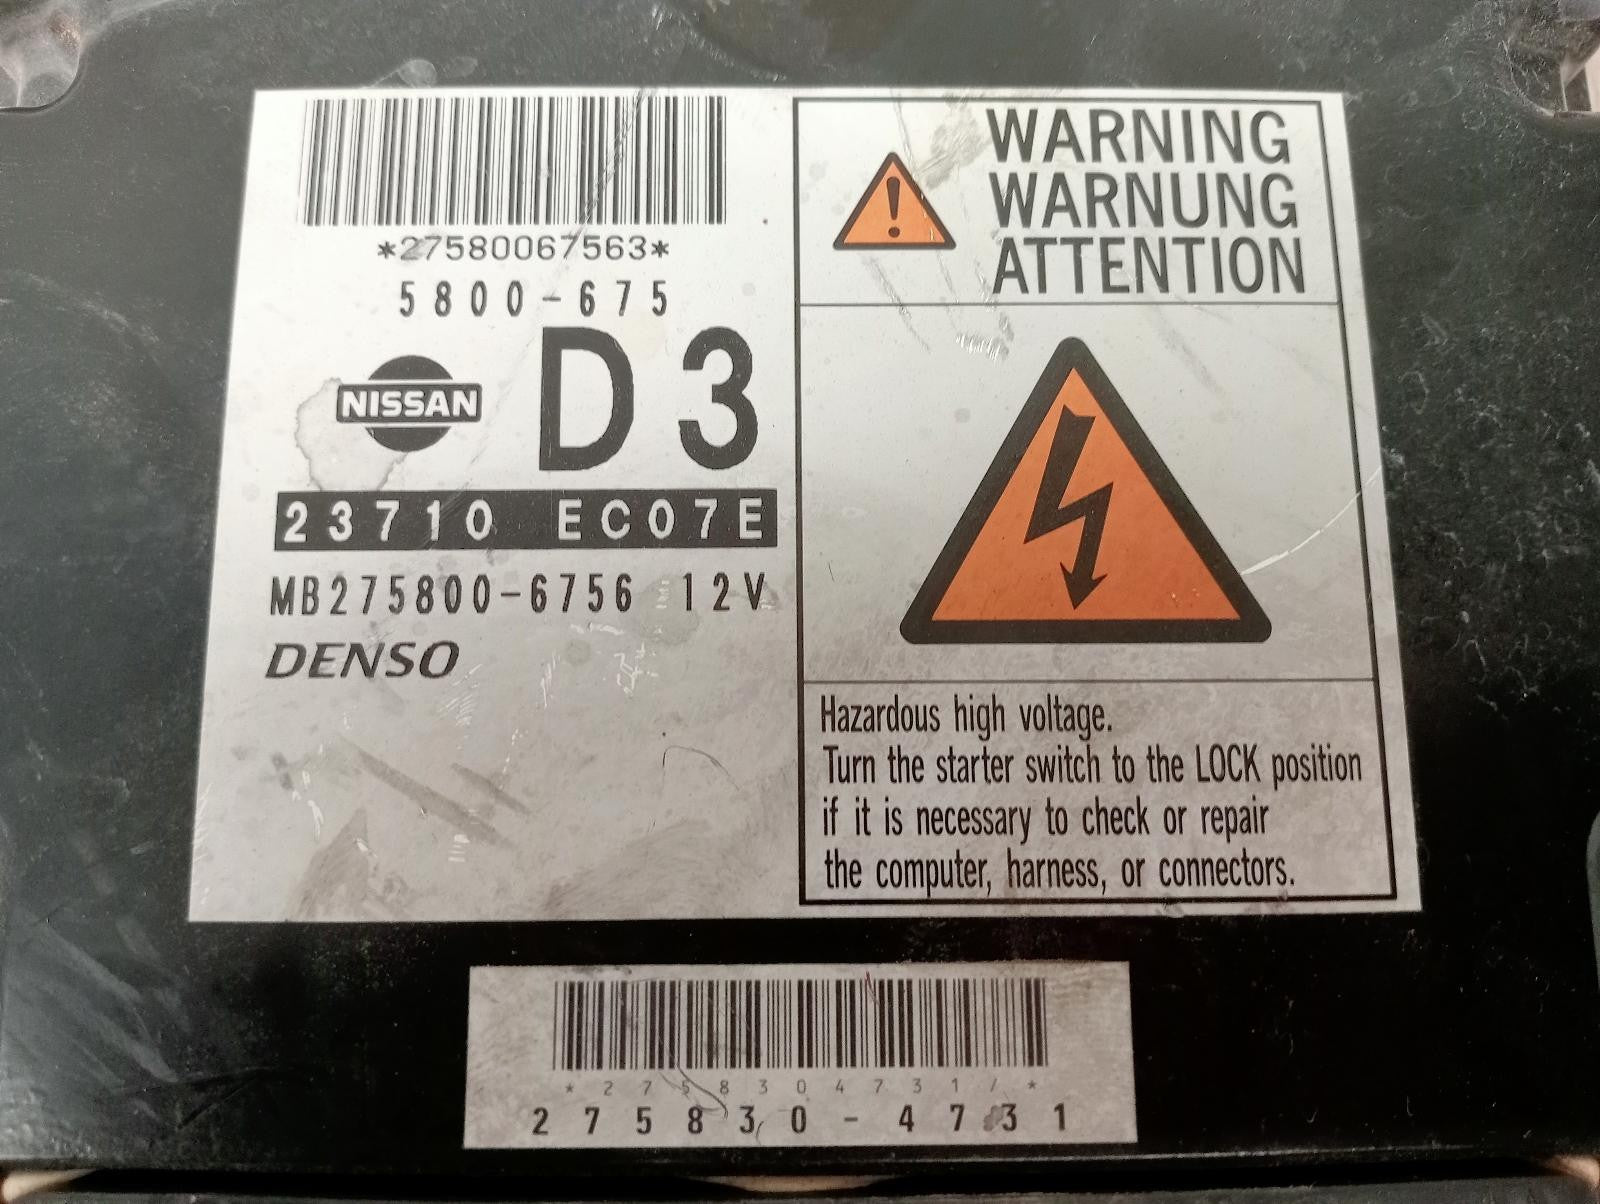 *27580067563*
5800-675
NISSAN
D3
23710 EC07E
MB275800-6756 12V
DENSO
WARNING
WARNUNG
ATTENTION
Hazardous high voltage.
Turn the starter switch to the LOCK position
if it is necessary to check or repair
the computer, harness, or connectors.
*2758304731/*
275830-4731